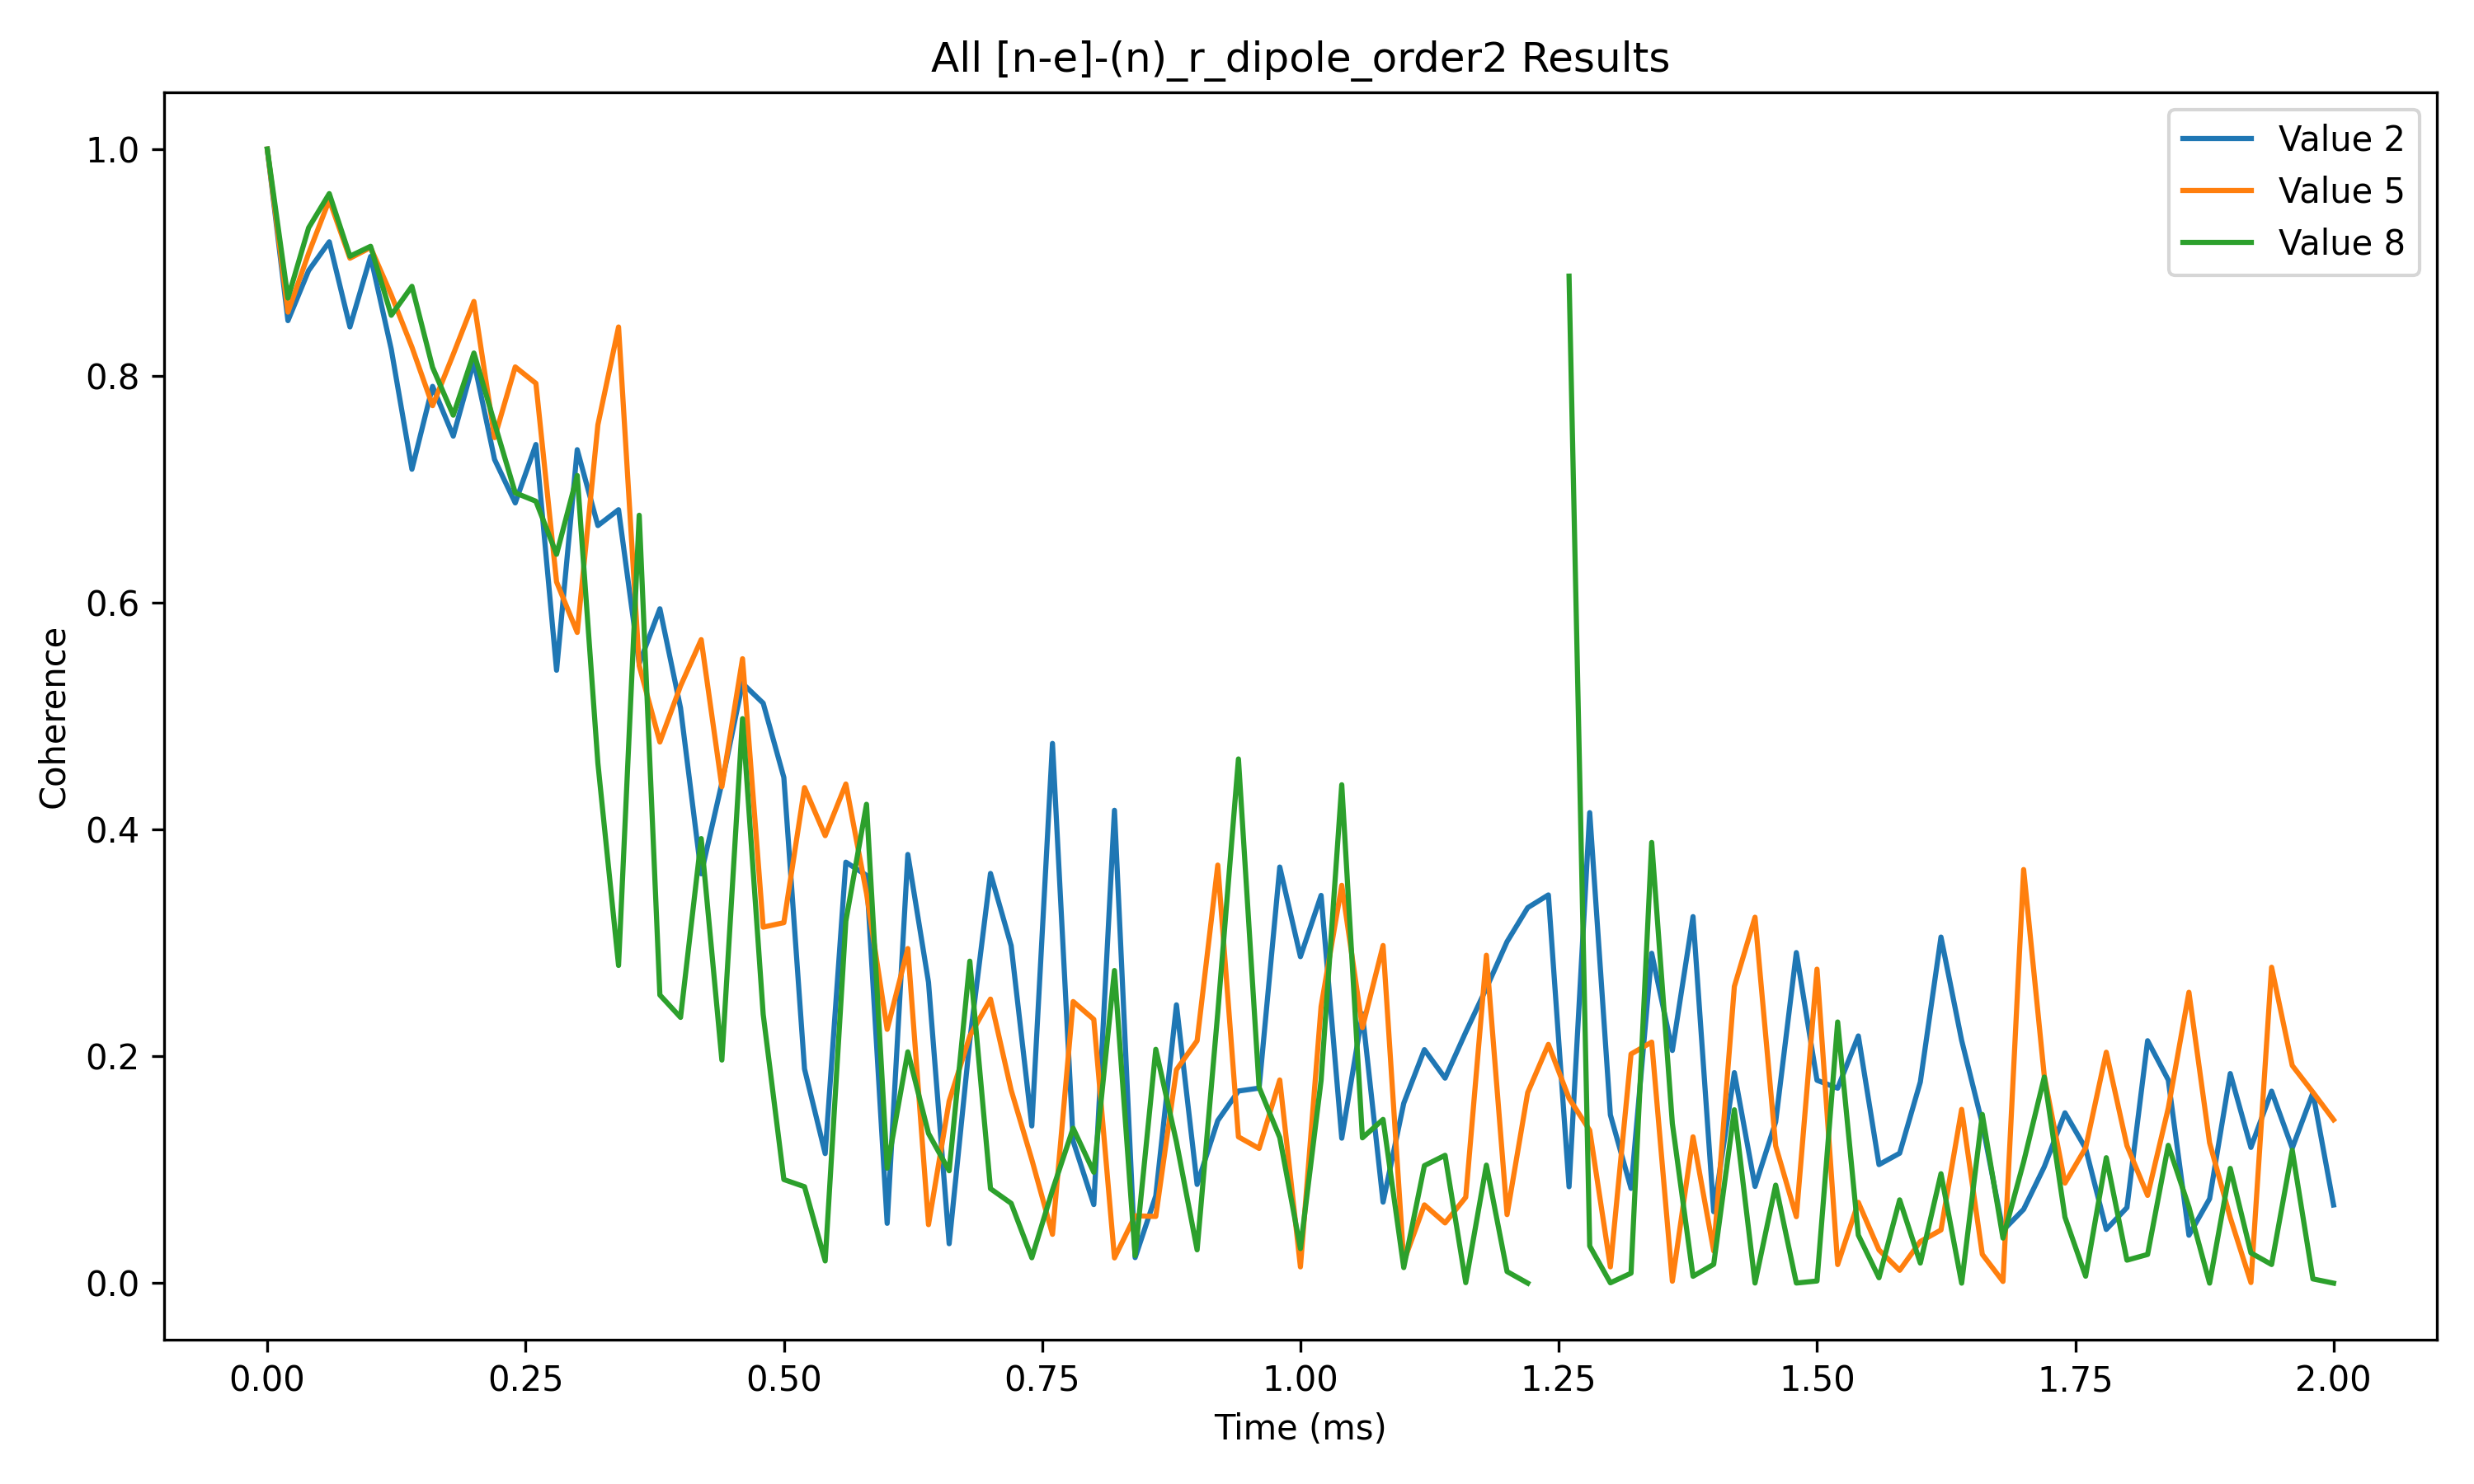 All [n-e]-(n)_r_dipole_order2 Results
Value 2
Value 5
Value 8
Coherence
1.0
0.8
0.6
0.4
0.2
0.0
0.00 0.25 0.50 0.75 1.00 1.25 1.50 1.75 2.00
Time (ms)